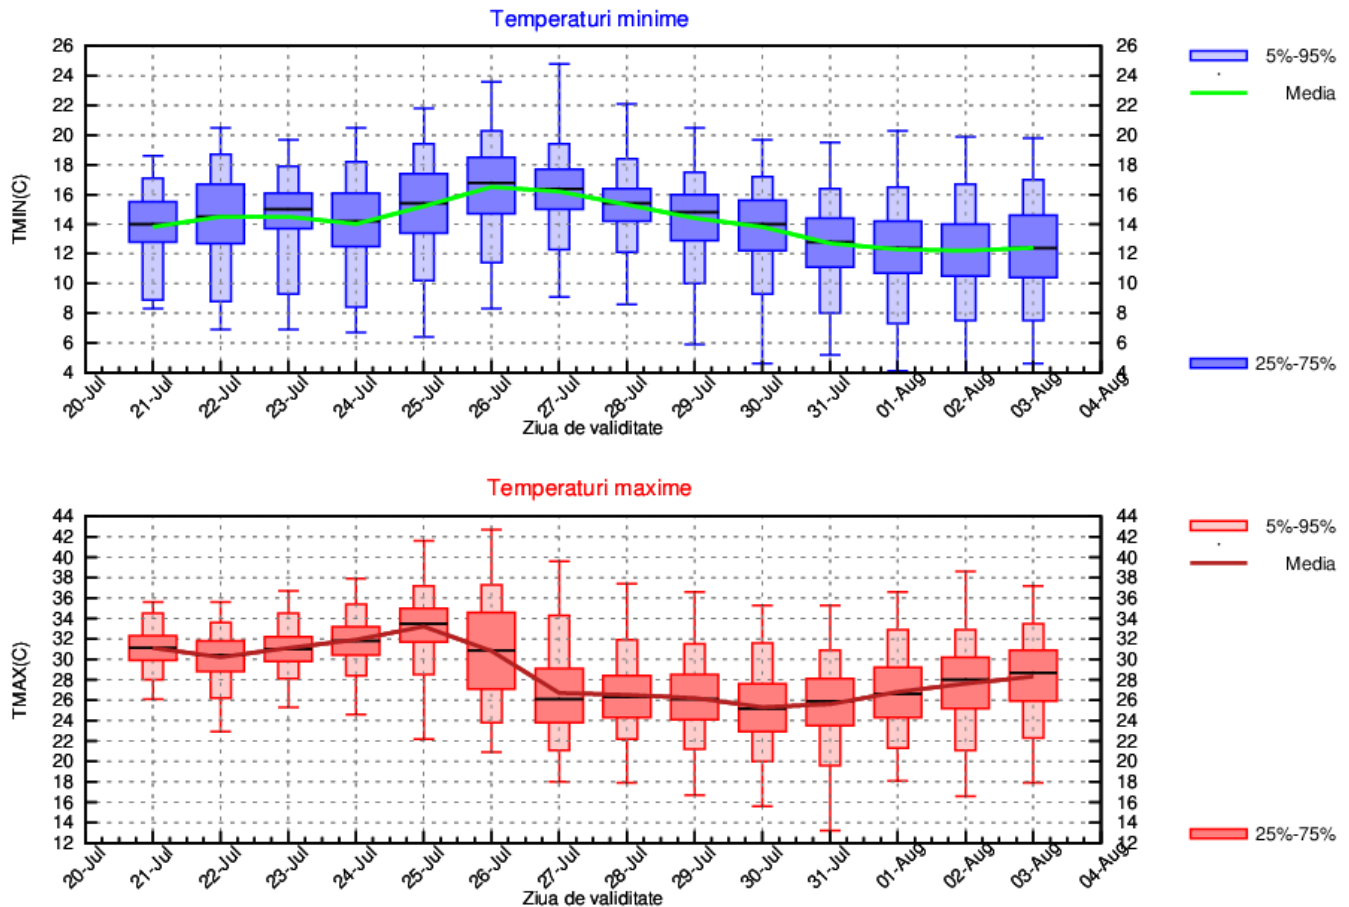 Temperaturi minime
TMIN(C)
26
24
22
20
18
16
14
12
10
8
6
4
26
24
22
20
18
16
14
12
10
8
6
4
20-Jul
21-Jul
22-Jul
23-Jul
24-Jul
25-Jul
26-Jul
27-Jul
28-Jul
29-Jul
30-Jul
31-Jul
01-Aug
02-Aug
03-Aug
04-Aug
Ziua de validitate
5%-95%
Media
25%-75%
Temperaturi maxime
TMAX(C)
44
42
40
38
36
34
32
30
28
26
24
22
20
18
16
14
12
44
42
40
38
36
34
32
30
28
26
24
22
20
18
16
14
12
20-Jul
21-Jul
22-Jul
23-Jul
24-Jul
25-Jul
26-Jul
27-Jul
28-Jul
29-Jul
30-Jul
31-Jul
01-Aug
02-Aug
03-Aug
04-Aug
Ziua de validitate
5%-95%
Media
25%-75%